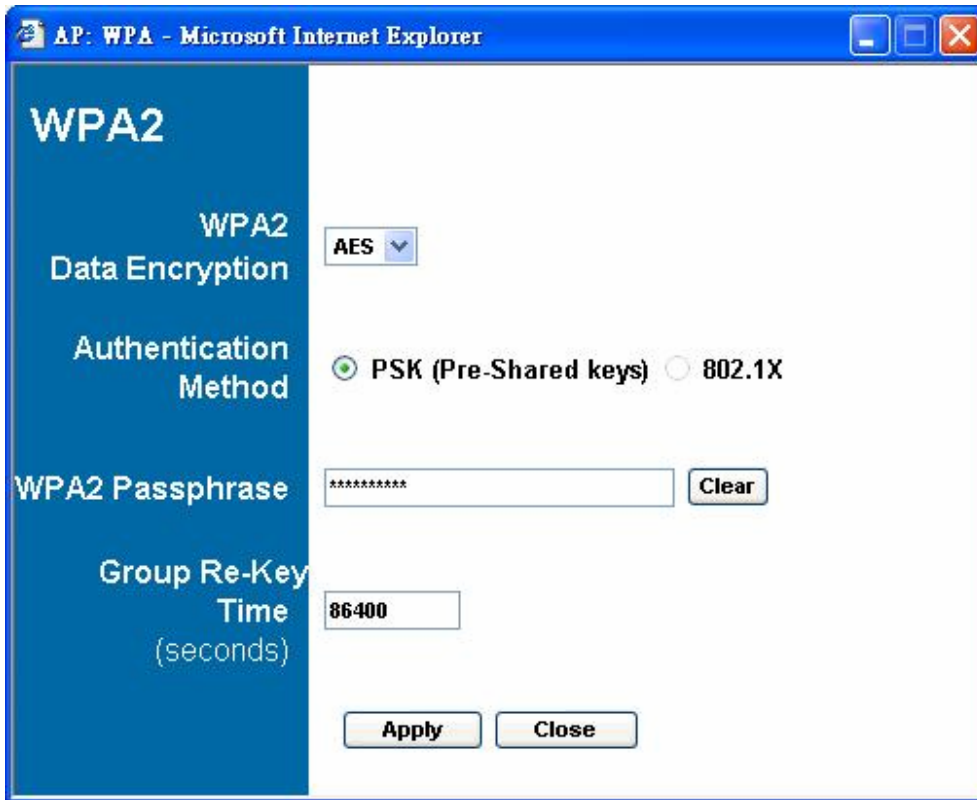 AP: WPA - Microsoft Internet Explorer
WPA2
WPA2
Data Encryption
AES
Authentication
Method
PSK (Pre-Shared keys) 802.1X
WPA2 Passphrase
********** Clear
Group Re-Key
Time
(seconds)
86400
Apply Close